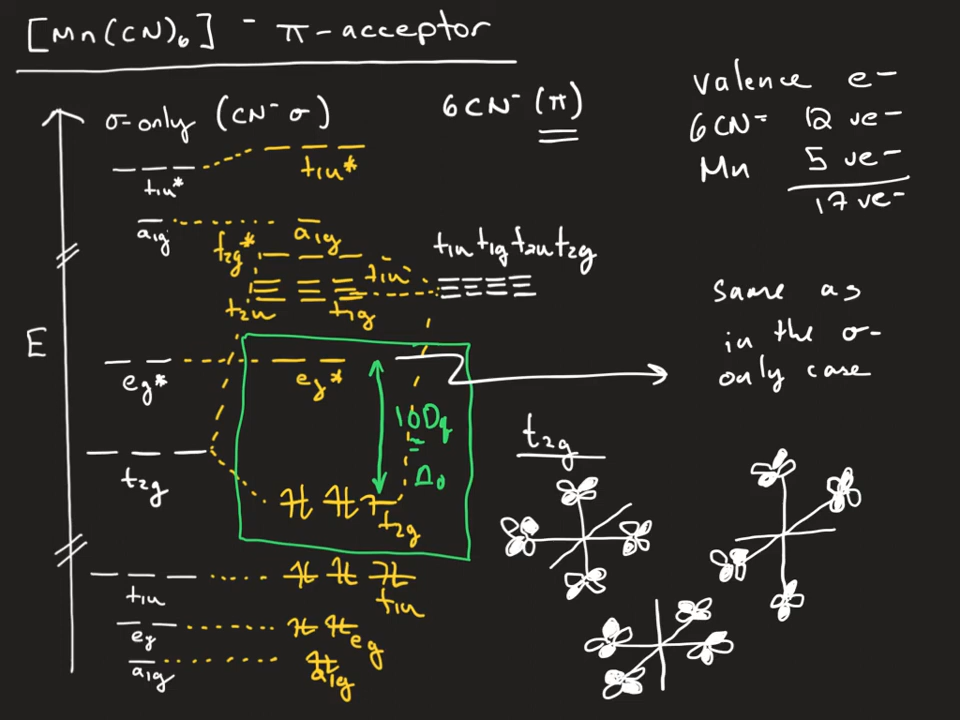 [Mn(CN)6] - π-acceptor
σ-only (CN⁻ σ)
6CN⁻ (π)
valence e-
6CN⁻ 12 ve-
Mn 5 ve-
17 ve-
t1u*
t1u*
a1g
a1g
t2g*
t1u
t2u
t1g
t1u t1g t2u t2g
same as
in the σ-
only case
E
eg*
eg*
10Dq
Δo
t2g
t2g
t2g
t1u
t1u
eg
eg
a1g
a1g